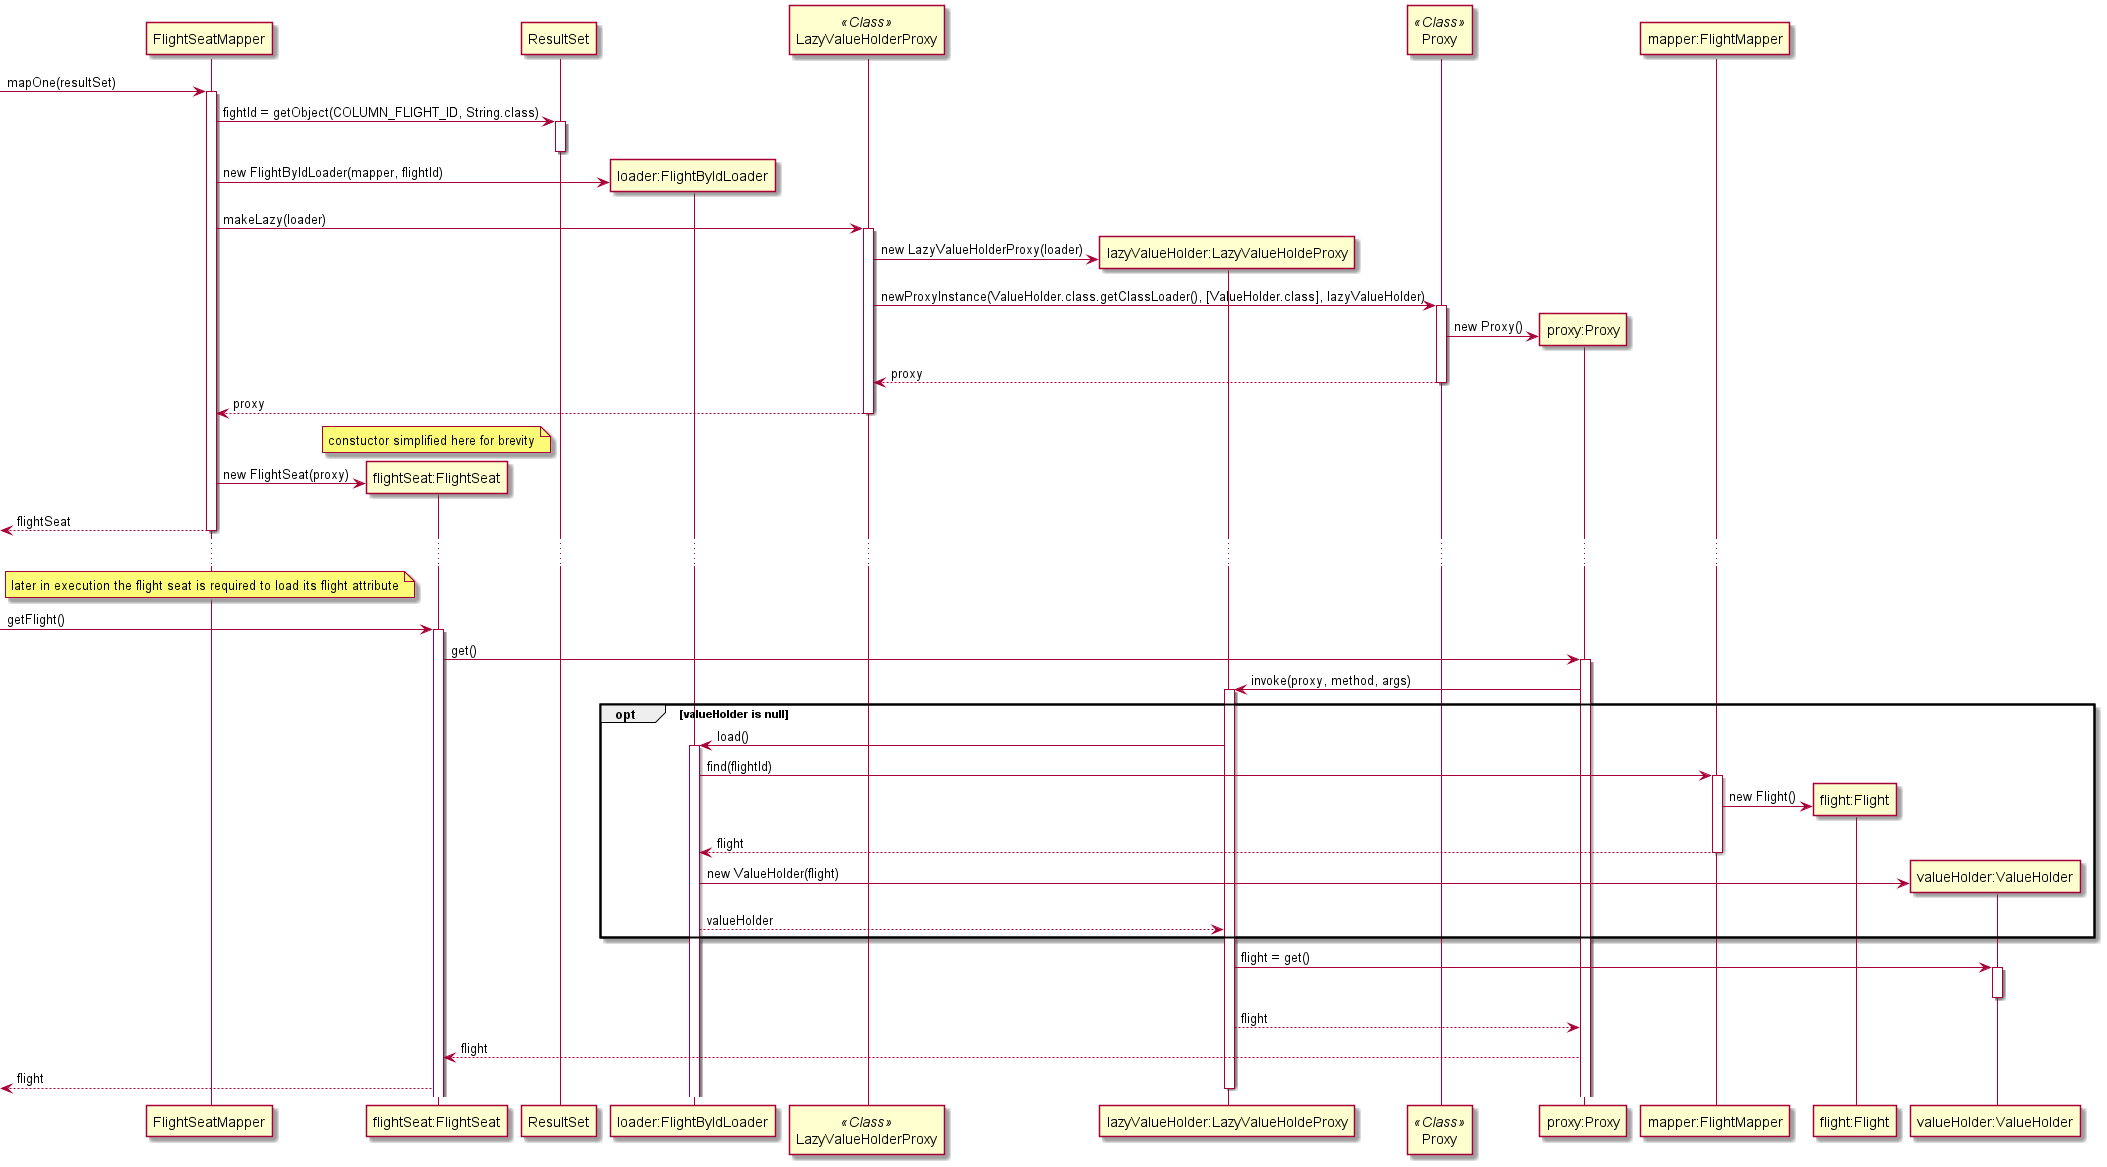 «Class»
«Class»
FlightSeatMapper
ResultSet
LazyValueHolderProxy
Proxy
mapper:FlightMapper
mapOne(resultSet)
fightId = getObject(COLUMN_FLIGHT_ID, String.class)
new FlightByIdLoader(mapper, flightId)
loader:FlightByIdLoader
makeLazy(loader)
new LazyValueHolderProxy(loader)
lazyValueHolder:LazyValueHoldeProxy
newProxyInstance(ValueHolder.class.getClassLoader(), [ValueHolder.class], lazyValueHolder)
new Proxy()
proxy:Proxy
proxy
proxy
constuctor simplified here for brevity
new FlightSeat(proxy)
flightSeat:FlightSeat
flightSeat
later in execution the flight seat is required to load its flight attribute
getFlight()
get()
invoke(proxy, method, args)
opt
[valueHolder is null]
load()
find(flightId)
new Flight()
flight:Flight
flight
new ValueHolder(flight)
valueHolder:ValueHolder
valueHolder
flight = get()
flight
flight
flight
FlightSeatMapper
flightSeat:FlightSeat
ResultSet
loader:FlightByIdLoader
«Class»
LazyValueHolderProxy
lazyValueHolder:LazyValueHoldeProxy
«Class»
Proxy
proxy:Proxy
mapper:FlightMapper
flight:Flight
valueHolder:ValueHolder